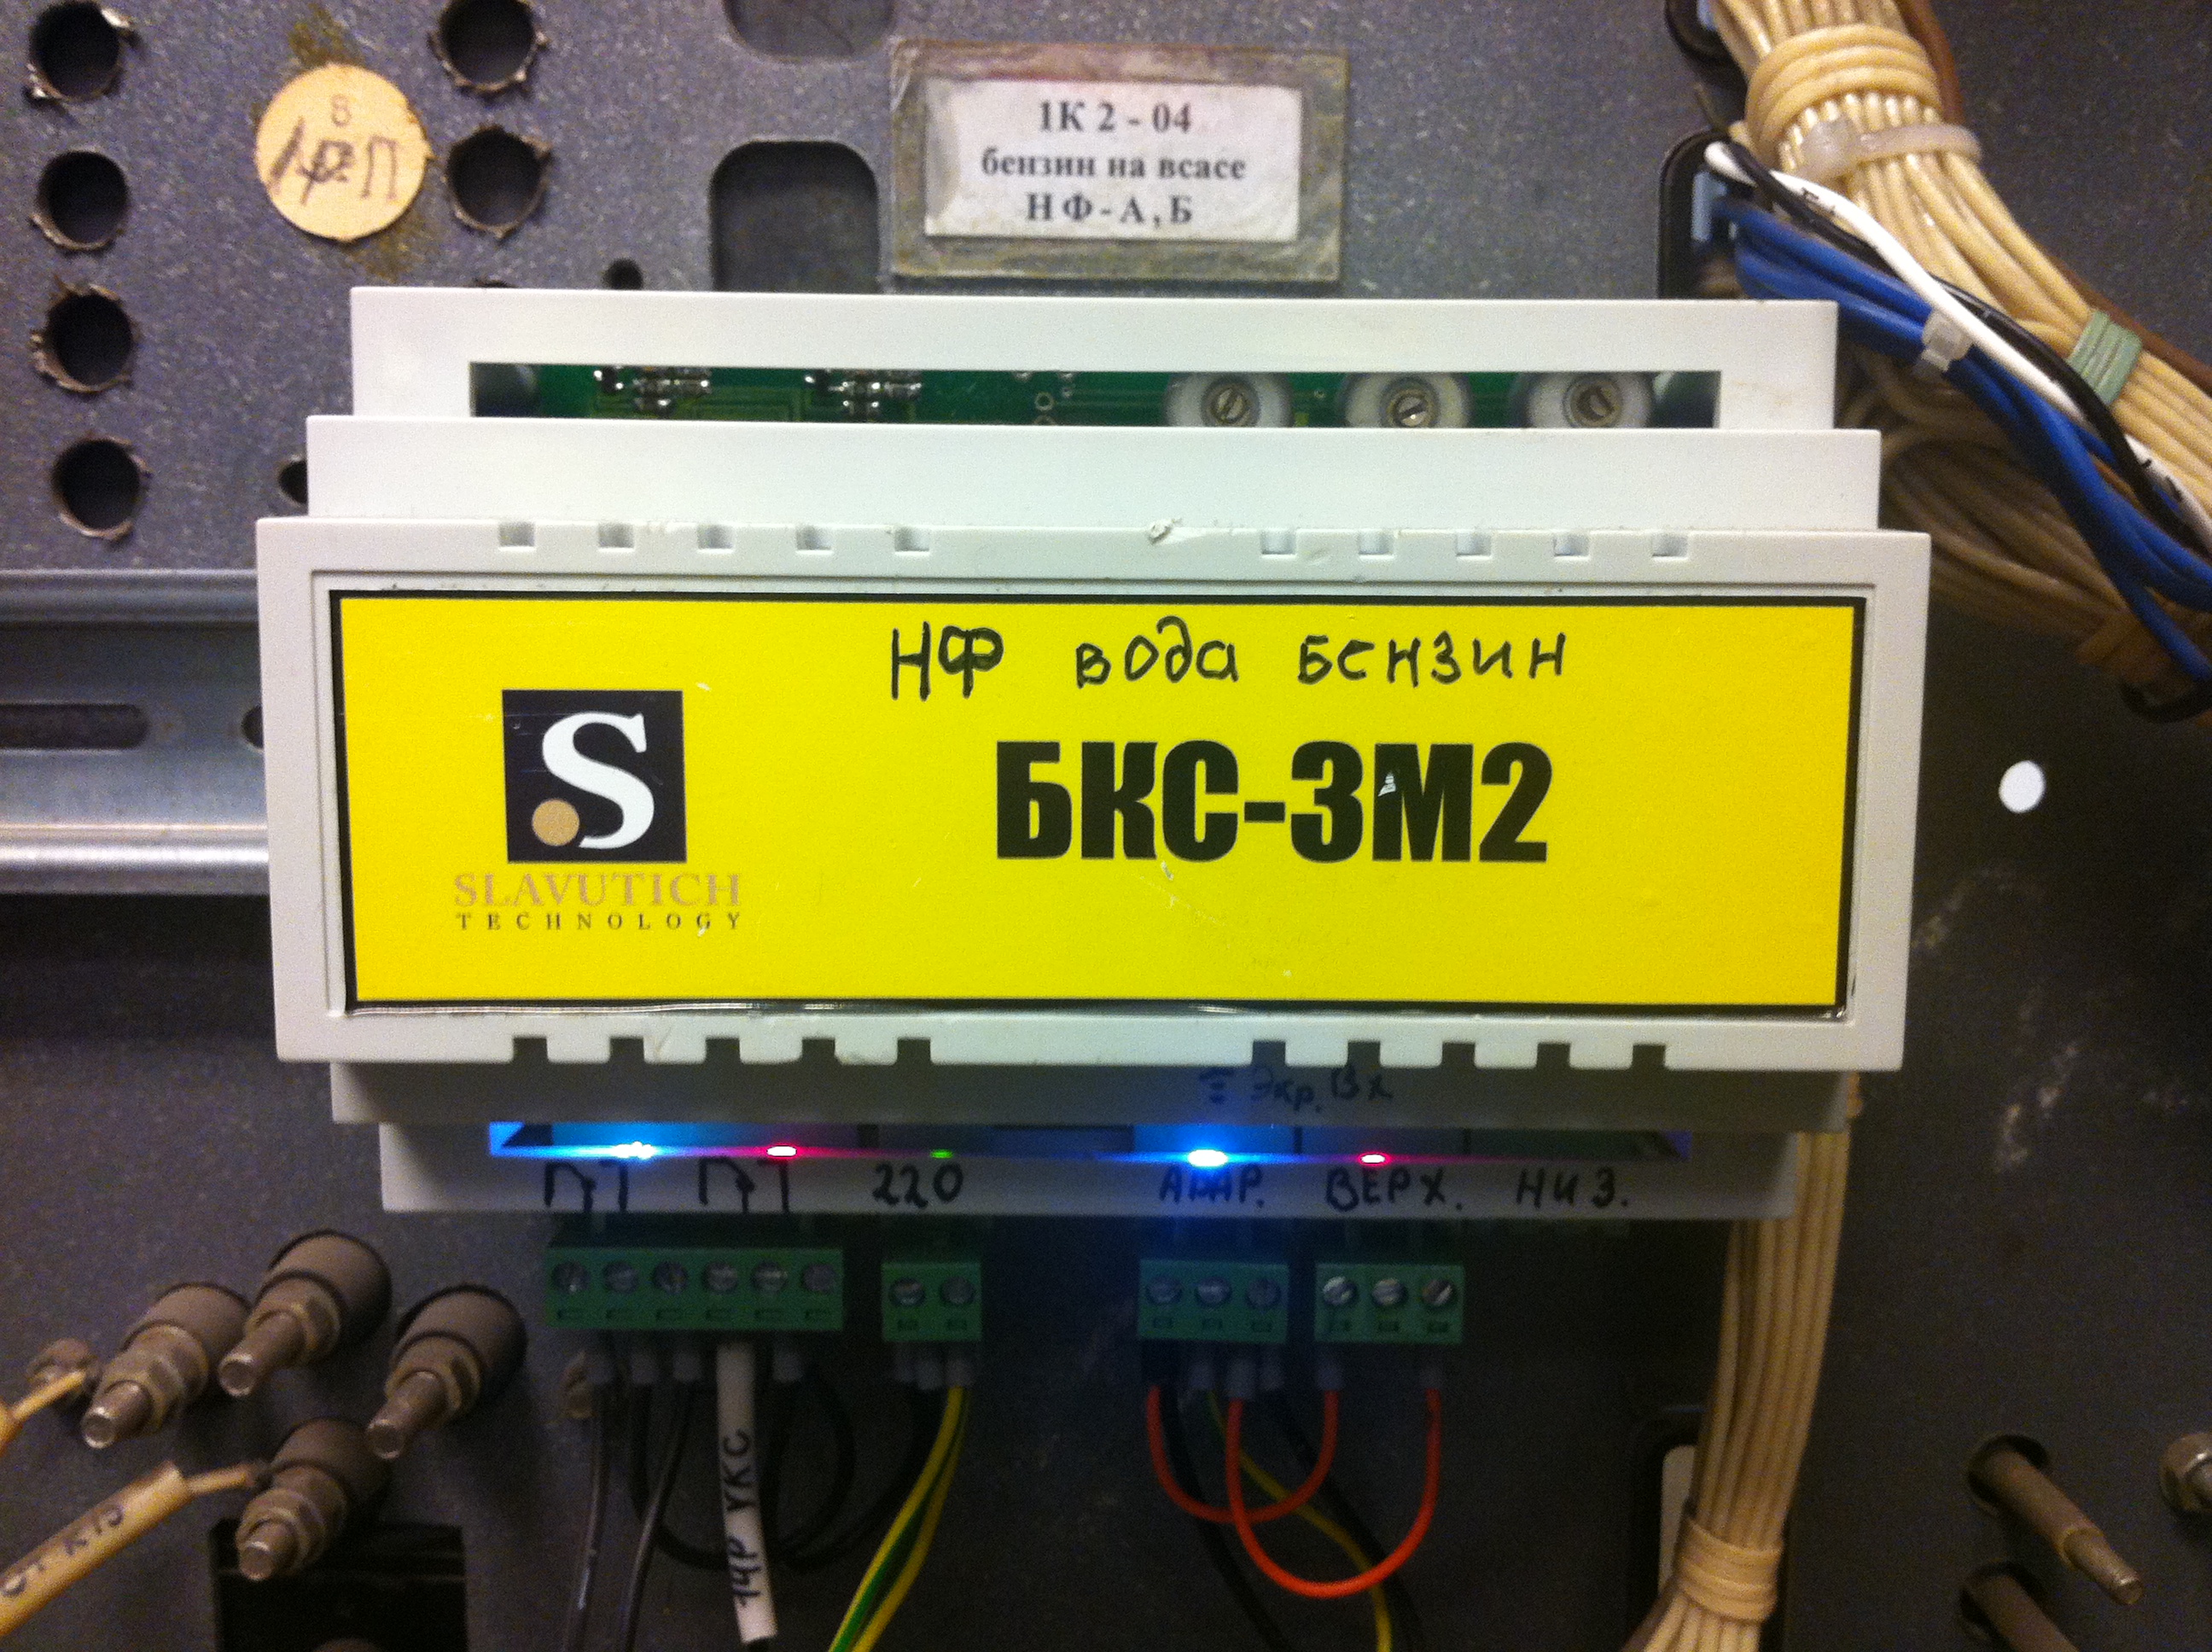 8
1К 2 - 04
бензин на всасе
НФ-А,Б
НФ вода бензин
S
БКС-3М2
SLAVUTICH
TECHNOLOGY
Экр. Вх
220
АВАР.
ВЕРХ.
НИЗ.
УКС